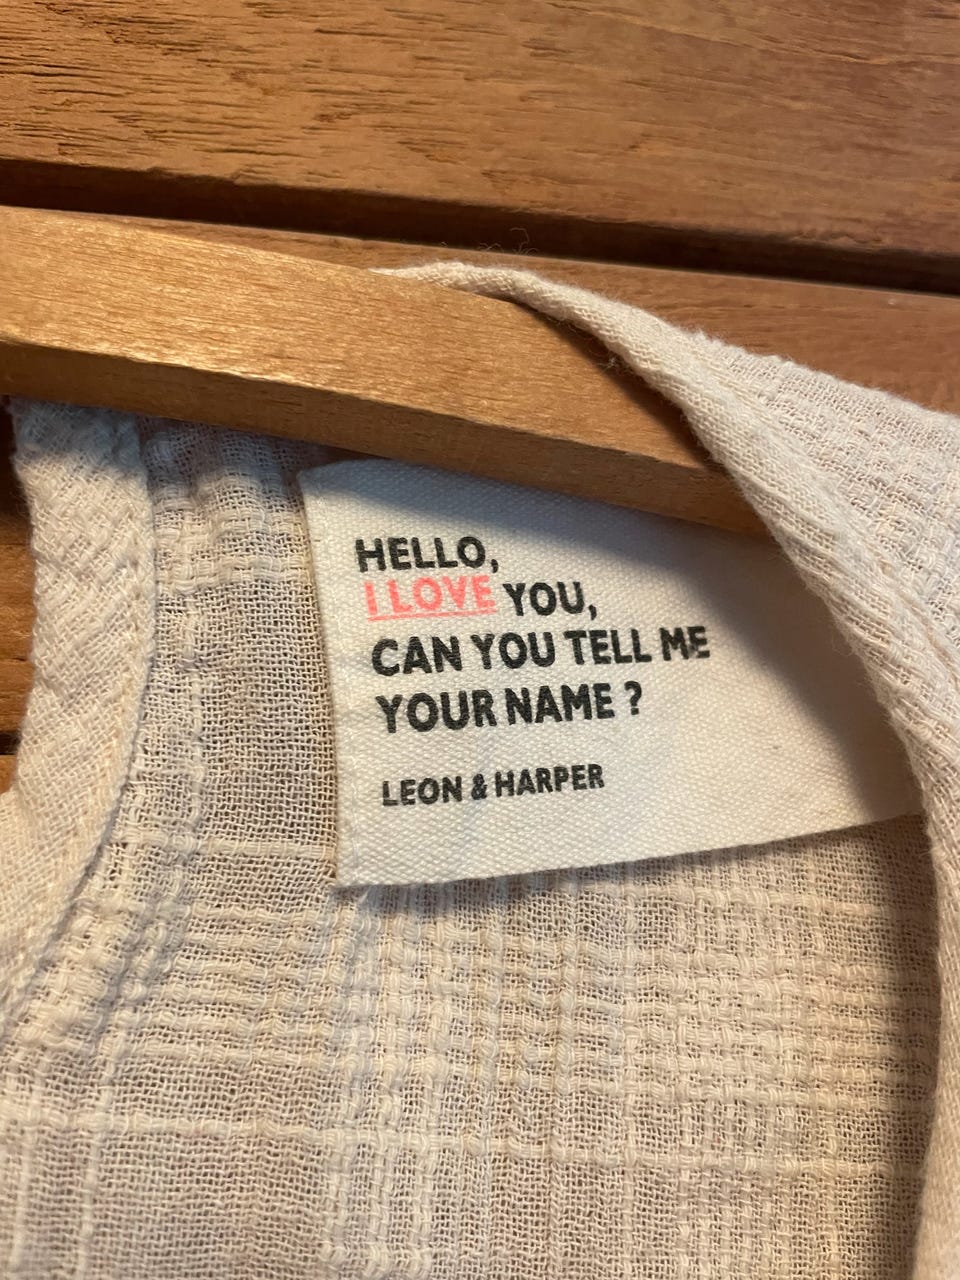 HELLO,
I LOVE YOU,
CAN YOU TELL ME
YOUR NAME ?
LEON & HARPER